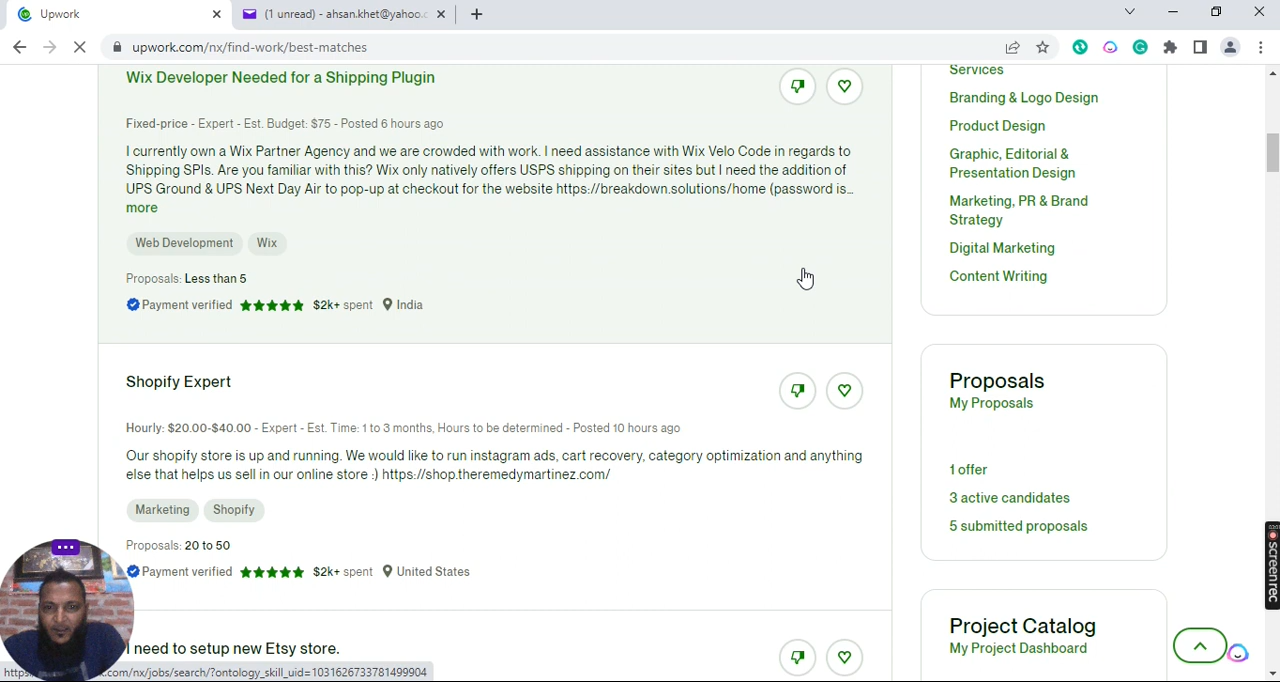 Upwork
(1 unread) - ahsan.khet@yahoo.c
upwork.com/nx/find-work/best-matches
Wix Developer Needed for a Shipping Plugin
Fixed-price - Expert - Est. Budget: $75 - Posted 6 hours ago
I currently own a Wix Partner Agency and we are crowded with work. I need assistance with Wix Velo Code in regards to
Shipping SPIs. Are you familiar with this? Wix only natively offers USPS shipping on their sites but I need the addition of
UPS Ground & UPS Next Day Air to pop-up at checkout for the website https://breakdown.solutions/home (password is...
more
Web Development
Wix
Proposals: Less than 5
Payment verified $2k+ spent India
Shopify Expert
Hourly: $20.00-$40.00 - Expert - Est. Time: 1 to 3 months, Hours to be determined - Posted 10 hours ago
Our shopify store is up and running. We would like to run instagram ads, cart recovery, category optimization and anything
else that helps us sell in our online store :) https://shop.theremedymartinez.com/
Marketing
Shopify
Proposals: 20 to 50
Payment verified $2k+ spent United States
I need to setup new Etsy store.
.com/nx/jobs/search/?ontology_skill_uid=1031626733781499904
Services
Branding & Logo Design
Product Design
Graphic, Editorial &
Presentation Design
Marketing, PR & Brand
Strategy
Digital Marketing
Content Writing
Proposals
My Proposals
1 offer
3 active candidates
5 submitted proposals
Project Catalog
My Project Dashboard
screenrec